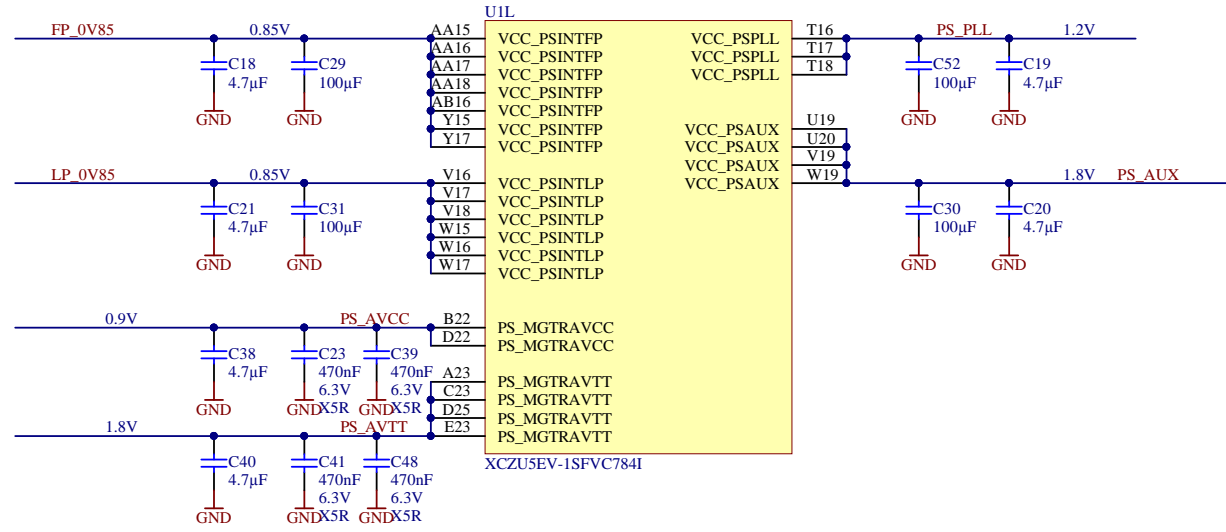 U1L
FP_0V85 0.85V AA15 VCC_PSINTFP VCC_PSPLL T16 PS_PLL 1.2V
AA16 VCC_PSINTFP VCC_PSPLL T17
C18 C29 AA17 VCC_PSINTFP VCC_PSPLL T18 C52 C19
4.7µF 100µF AA18 VCC_PSINTFP 100µF 4.7µF
AB16 VCC_PSINTFP
GND GND Y15 VCC_PSINTFP VCC_PSAUX U19 GND GND
Y17 VCC_PSINTFP VCC_PSAUX U20
VCC_PSAUX V19
LP_0V85 0.85V V16 VCC_PSINTLP VCC_PSAUX W19 1.8V PS_AUX
V17 VCC_PSINTLP
C21 C31 V18 VCC_PSINTLP C30 C20
4.7µF 100µF W15 VCC_PSINTLP 100µF 4.7µF
W16 VCC_PSINTLP
GND GND W17 VCC_PSINTLP GND GND
0.9V PS_AVCC B22 PS_MGTRAVCC
D22 PS_MGTRAVCC
C38 C23 C39
4.7µF 470nF 470nF
A23 PS_MGTRAVTT
6.3V 6.3V
C23 PS_MGTRAVTT
GND GND X5R GND X5R
D25 PS_MGTRAVTT
1.8V PS_AVTT E23 PS_MGTRAVTT
C40 C41 C48 XCZU5EV-1SFVC784I
4.7µF 470nF 470nF
6.3V 6.3V
GND GND X5R GND X5R